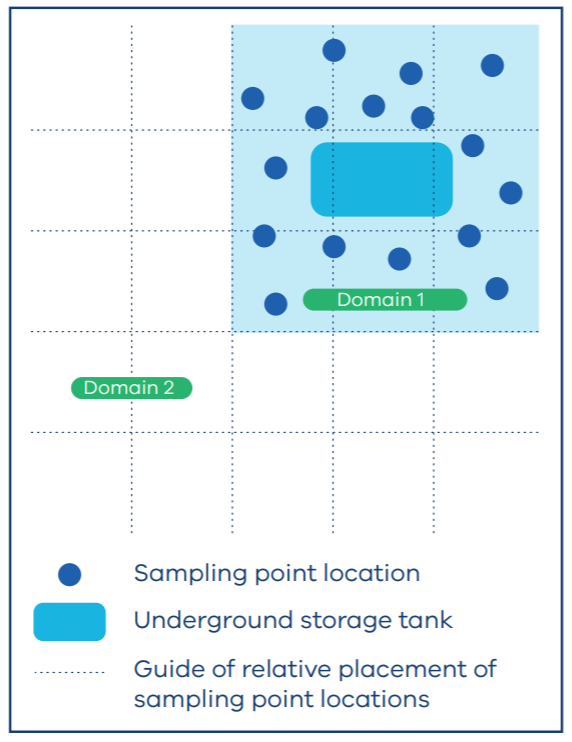 Domain 1
Domain 2
Sampling point location
Underground storage tank
Guide of relative placement of
sampling point locations